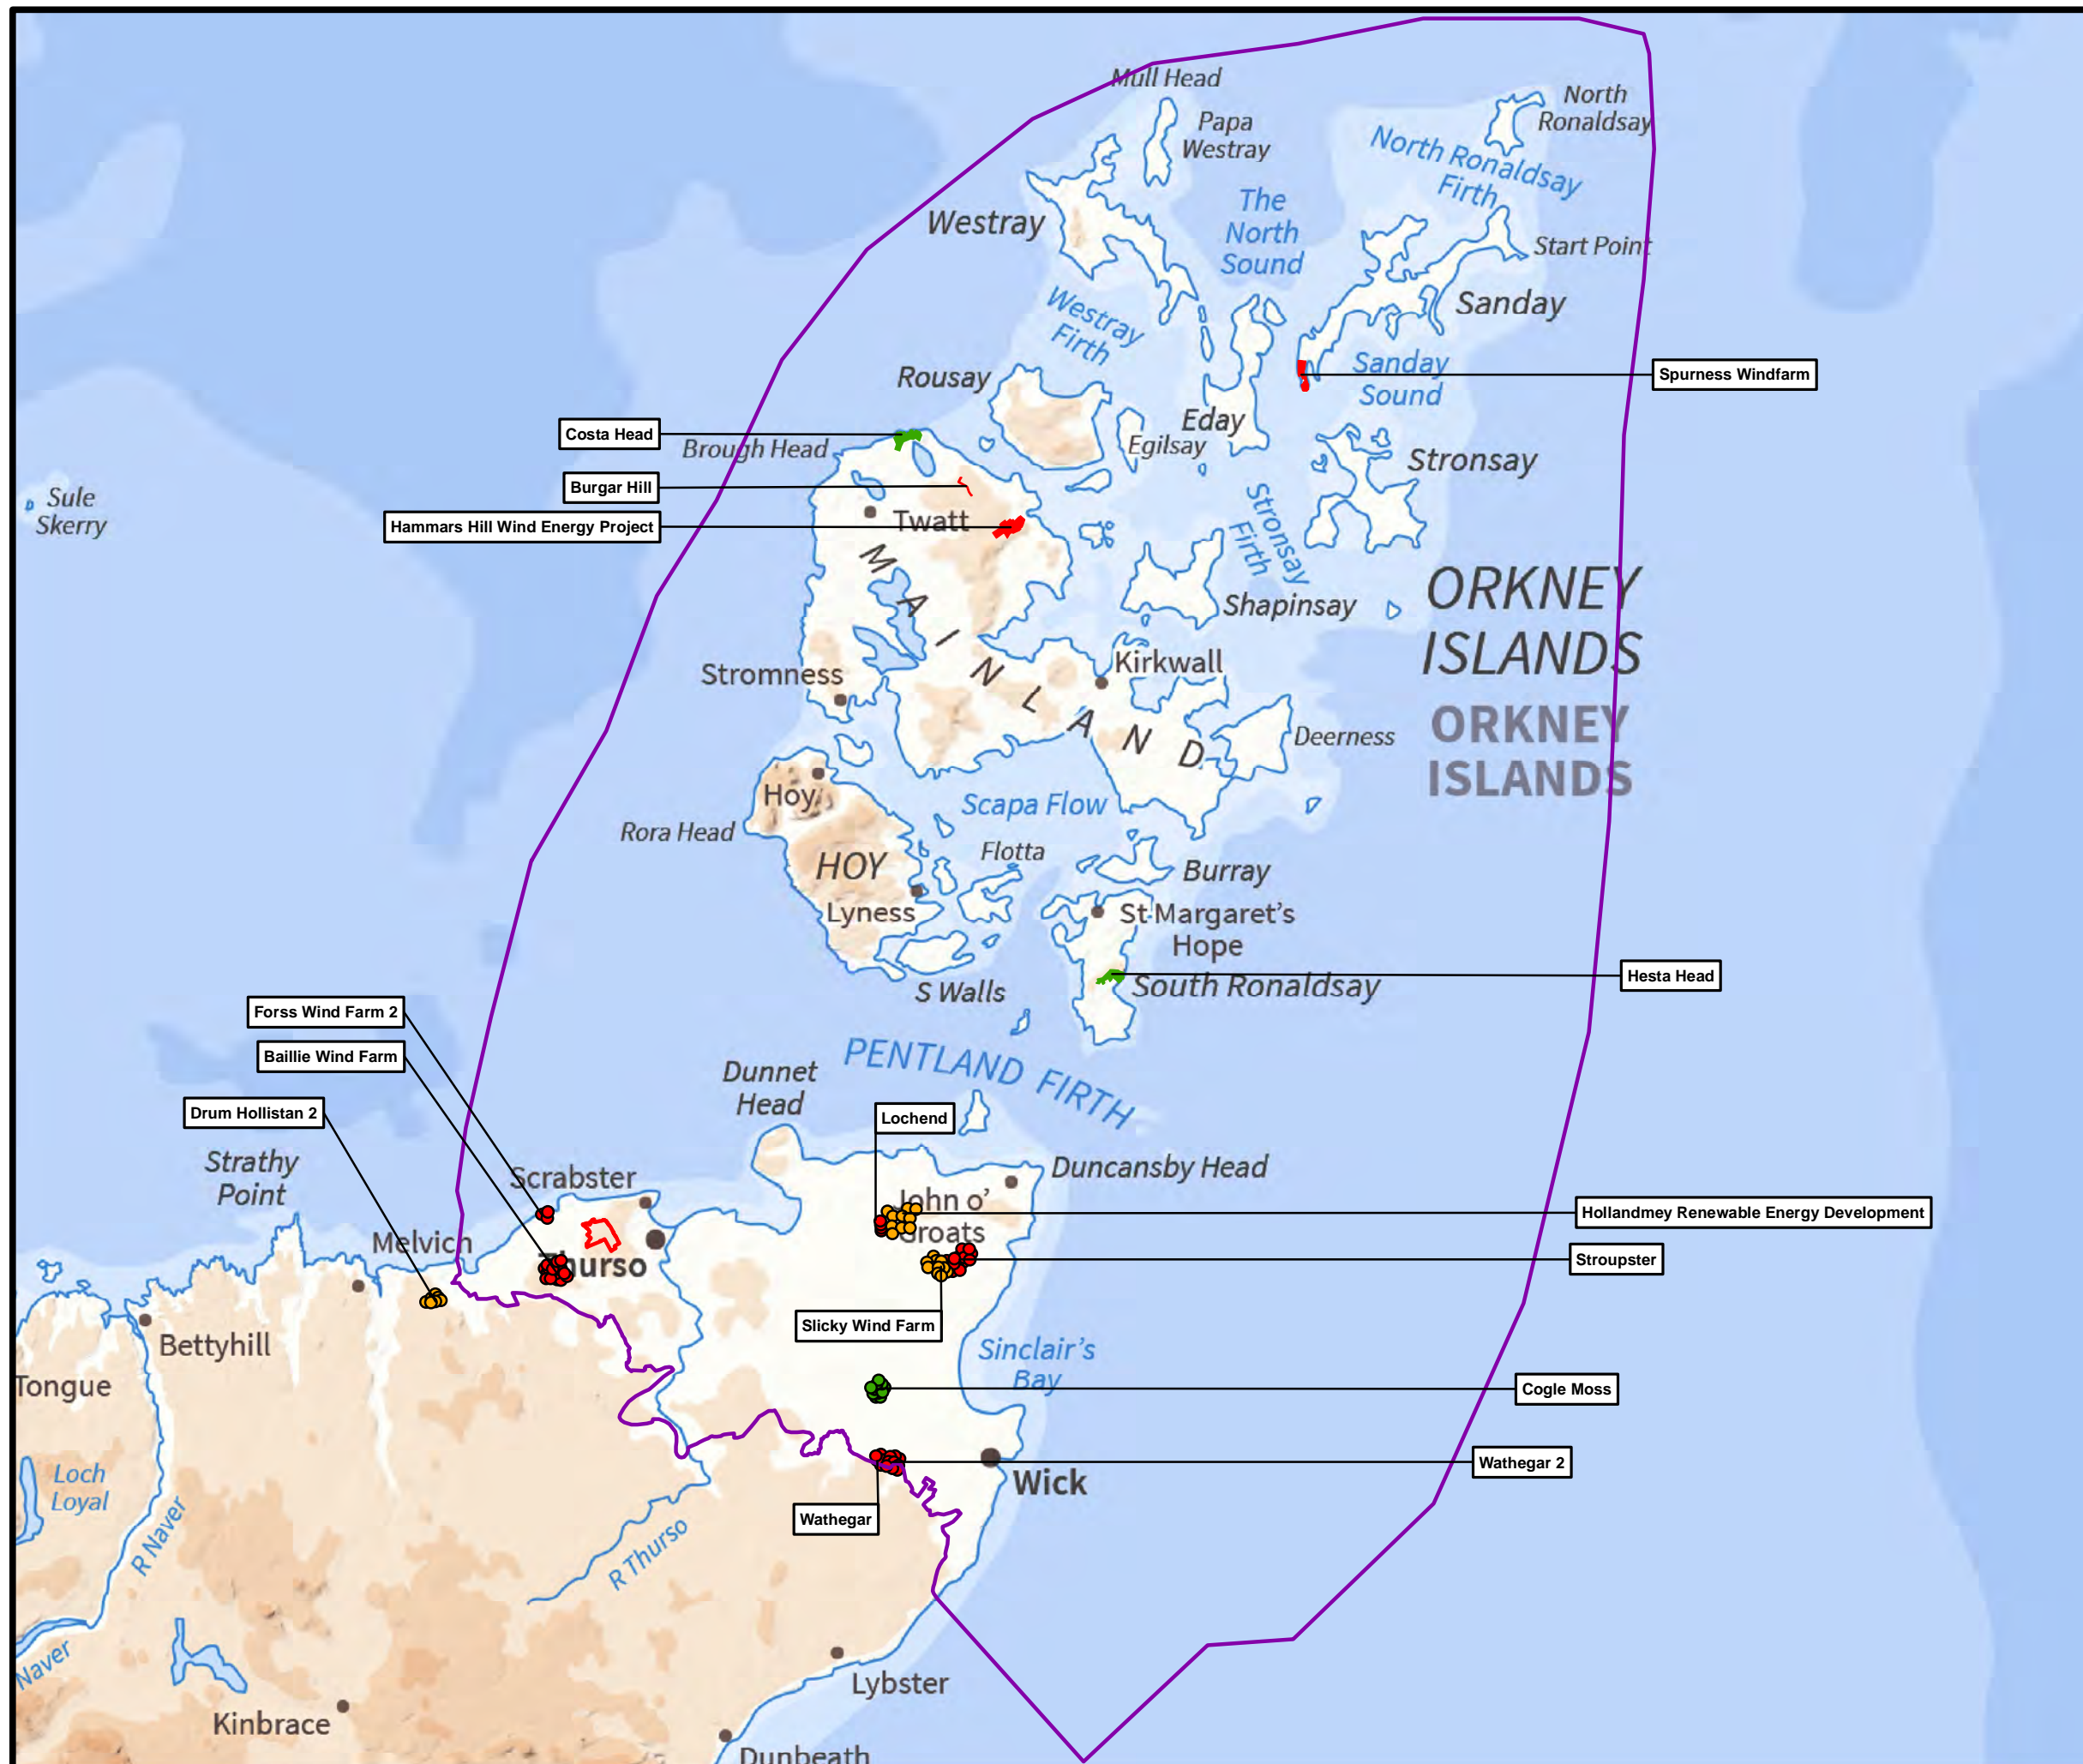 Mull Head
North
Ronaldsay
Papa
Westray
North Ronaldsay
Firth
The
North
Sound
Westray
Start Point
Sanday
Westray
Firth
Sanday
Sound
Spurness Windfarm
Rousay
Eday
Egilsay
Costa Head
Brough Head
Stronsay
Burgar Hill
Sule
Skerry
Twatt
Hammars Hill Wind Energy Project
Stronsay
Firth
MAINLAND
Shapinsay
ORKNEY
ISLANDS
Kirkwall
Stromness
ORKNEY
ISLANDS
Deerness
Hoy
Scapa Flow
Rora Head
HOY
Flotta
Burray
Lyness
St Margaret's
Hope
Hesta Head
South Ronaldsay
S Walls
Forss Wind Farm 2
Baillie Wind Farm
PENTLAND FIRTH
Dunnet
Head
Drum Hollistan 2
Lochend
Strathy
Point
Scrabster
Duncansby Head
John o'
Groats
Hollandmey Renewable Energy Development
Melvich
Thurso
Stroupster
Slicky Wind Farm
Bettyhill
Sinclair's
Bay
Tongue
Cogle Moss
Loch
Loyal
Wathegar 2
Wick
Wathegar
R Naver
R Thurso
Naver
Lybster
Kinbrace
Dunbeath